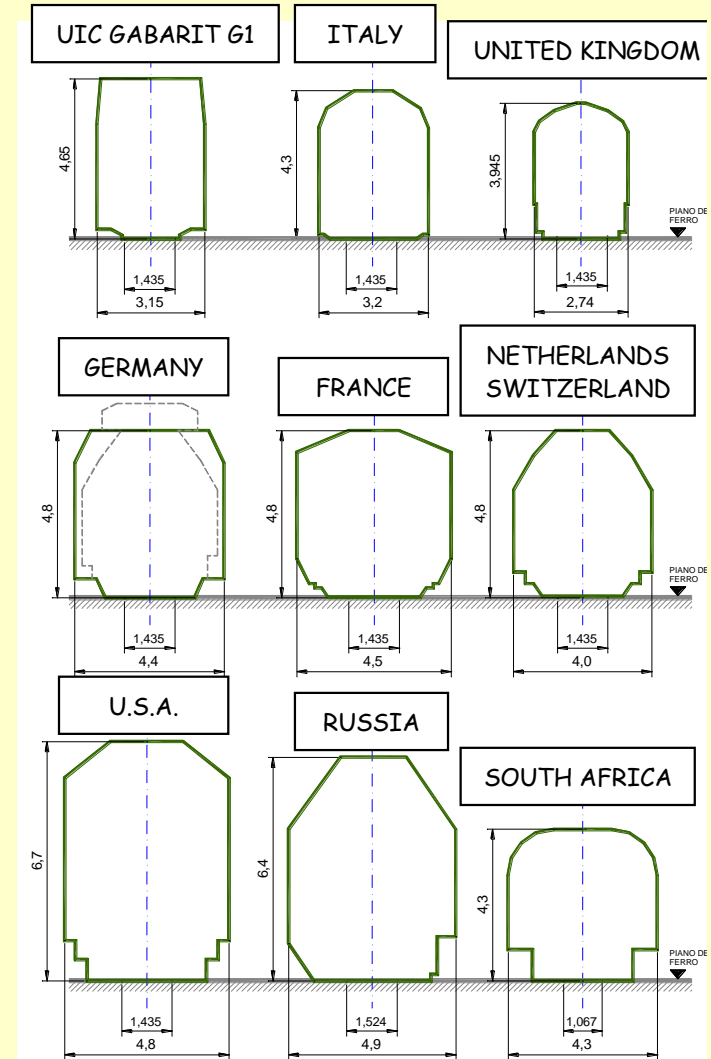 UIC GABARIT G1
ITALY
UNITED KINGDOM
4,65
4,3
3,945
PIANO DE
FERRO
1,435
1,435
1,435
3,15
3,2
2,74
GERMANY
FRANCE
NETHERLANDS
SWITZERLAND
4,8
4,8
4,8
PIANO DE
FERRO
1,435
1,435
1,435
4,4
4,5
4,0
U.S.A.
RUSSIA
SOUTH AFRICA
6,7
6,4
4,3
PIANO DE
FERRO
1,435
1,524
1,067
4,8
4,9
4,3